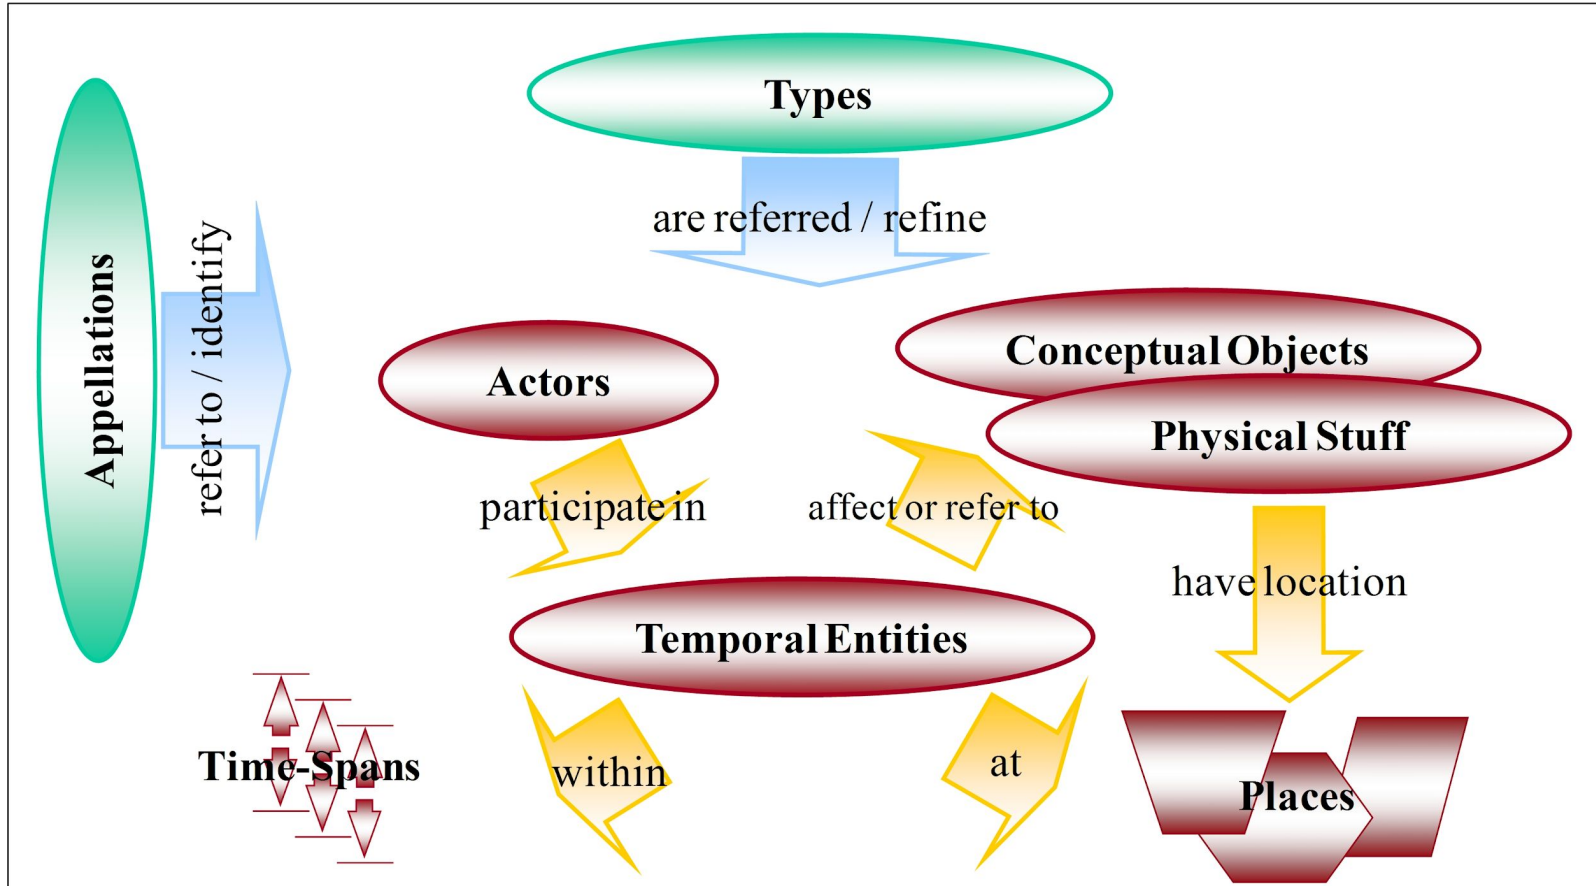 Types
are referred / refine
Appellations
refer to / identify
Actors
Conceptual Objects
Physical Stuff
participate in
affect or refer to
have location
Temporal Entities
Time-Spans
within
at
Places